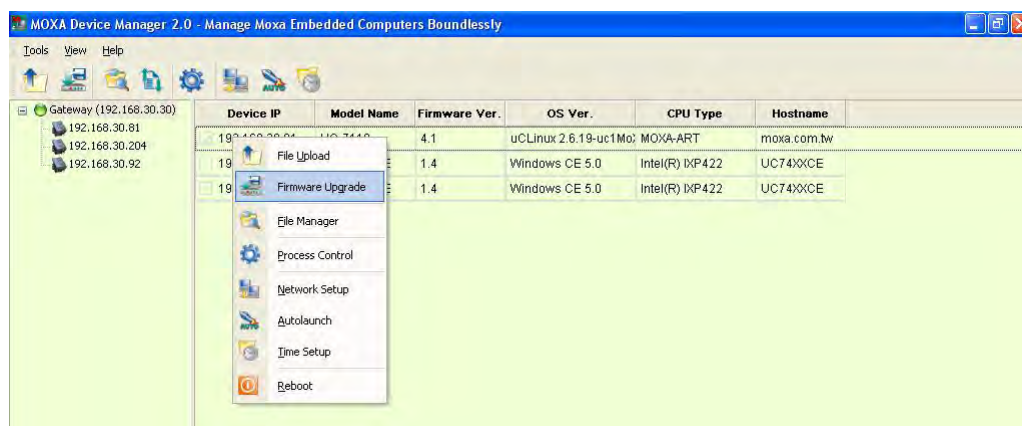 MOXA Device Manager 2.0 - Manage Moxa Embedded Computers Boundlessly
Tools View Help
Gateway (192.168.30.30)
192.168.30.81
192.168.30.204
192.168.30.92
Device IP Model Name Firmware Ver. OS Ver. CPU Type Hostname
4.1 uCLinux 2.6.19-uc1Mo MOXA-ART moxa.com.tw
19 1.4 Windows CE 5.0 Intel(R) IXP422 UC74XXCE
19 1.4 Windows CE 5.0 Intel(R) IXP422 UC74XXCE
File Upload
Firmware Upgrade
File Manager
Process Control
Network Setup
Autolaunch
Time Setup
Reboot